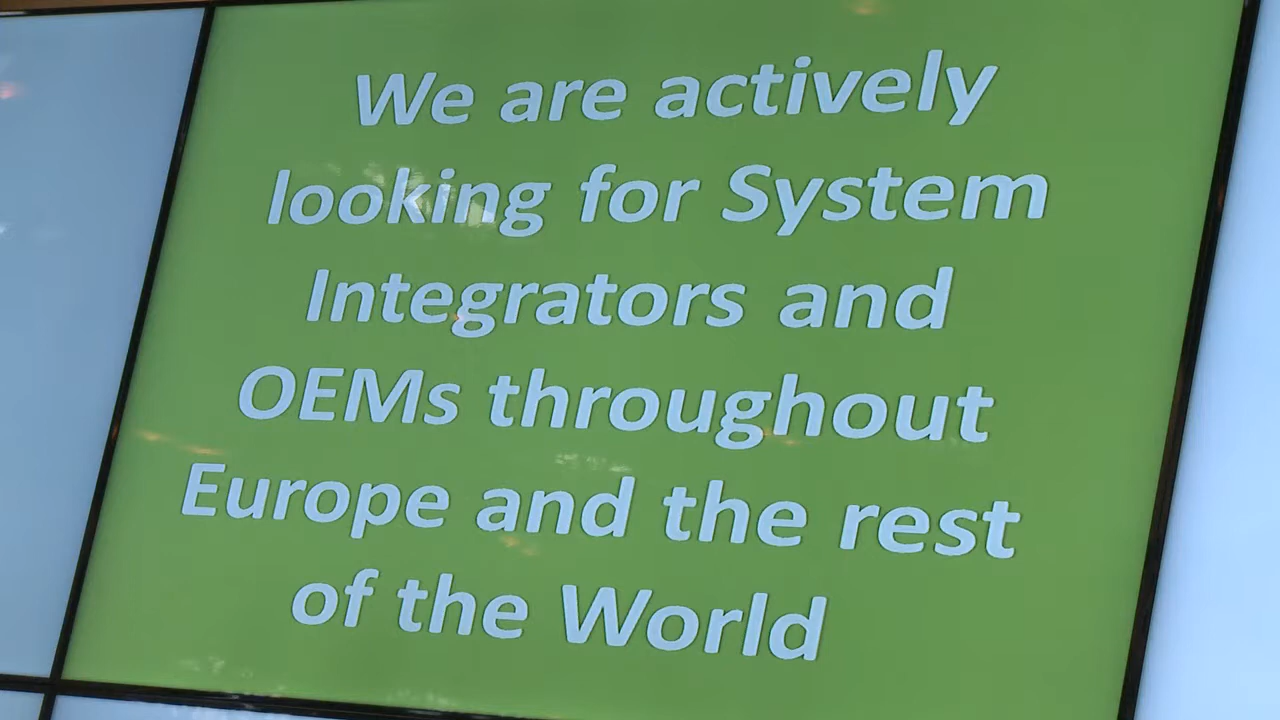 We are actively
looking for System
Integrators and
OEMs throughout
Europe and the rest
of the World